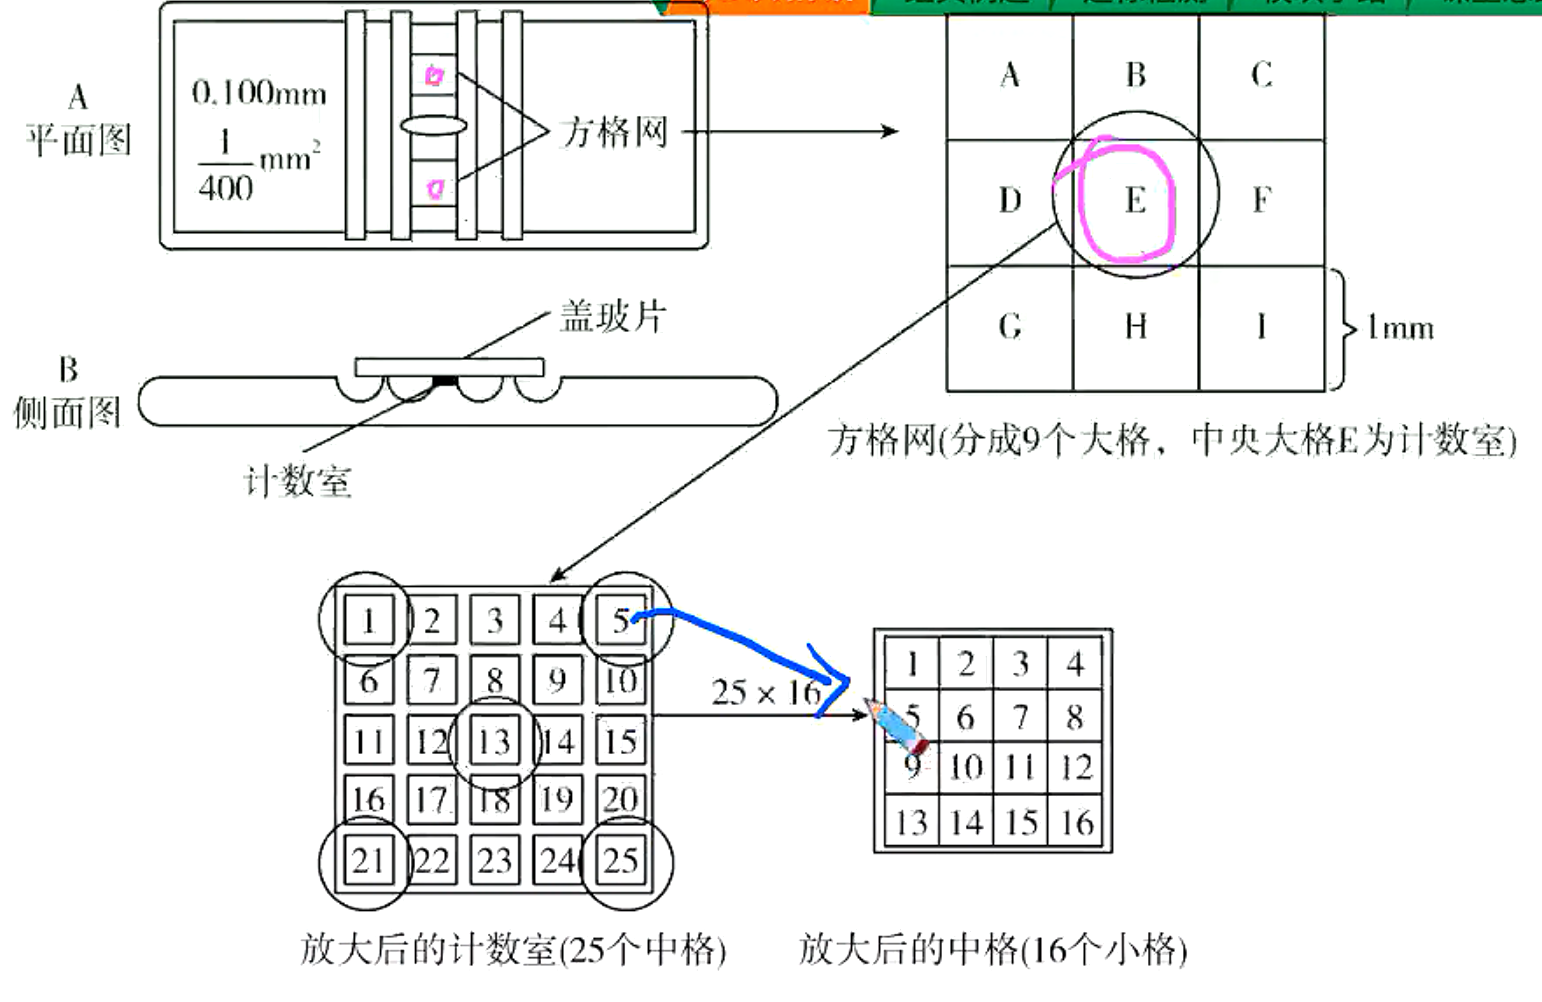 A
平面图
0.100mm
1
400
mm²
方格网
A B C
D E F
G H I
1mm
方格网(分成9个大格，中央大格E为计数室)
B
侧面图
盖玻片
计数室
1 2 3 4 5
6 7 8 9 10
11 12 13 14 15
16 17 18 19 20
21 22 23 24 25
25 × 16
1 2 3 4
5 6 7 8
9 10 11 12
13 14 15 16
放大后的计数室(25个中格)
放大后的中格(16个小格)